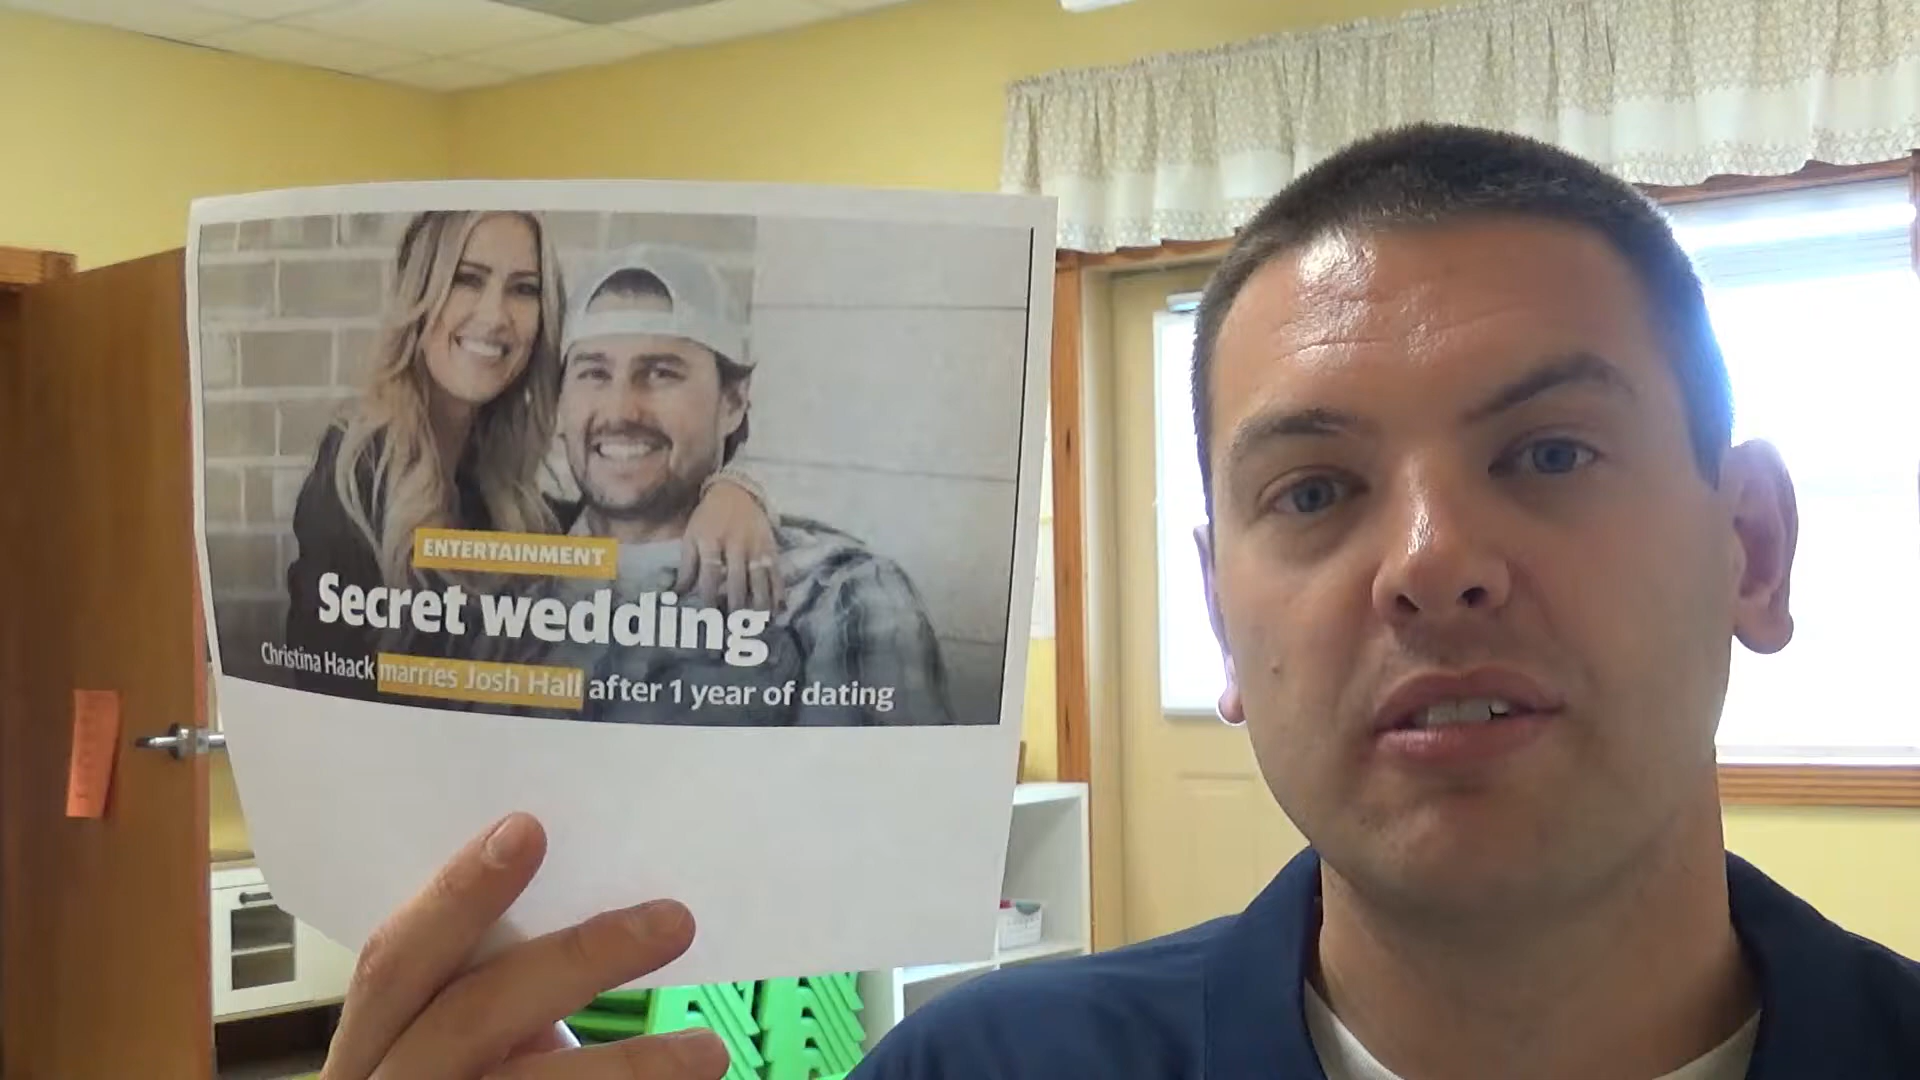 ENTERTAINMENT
Secret wedding
Christina Haack marries Josh Hall after 1 year of dating